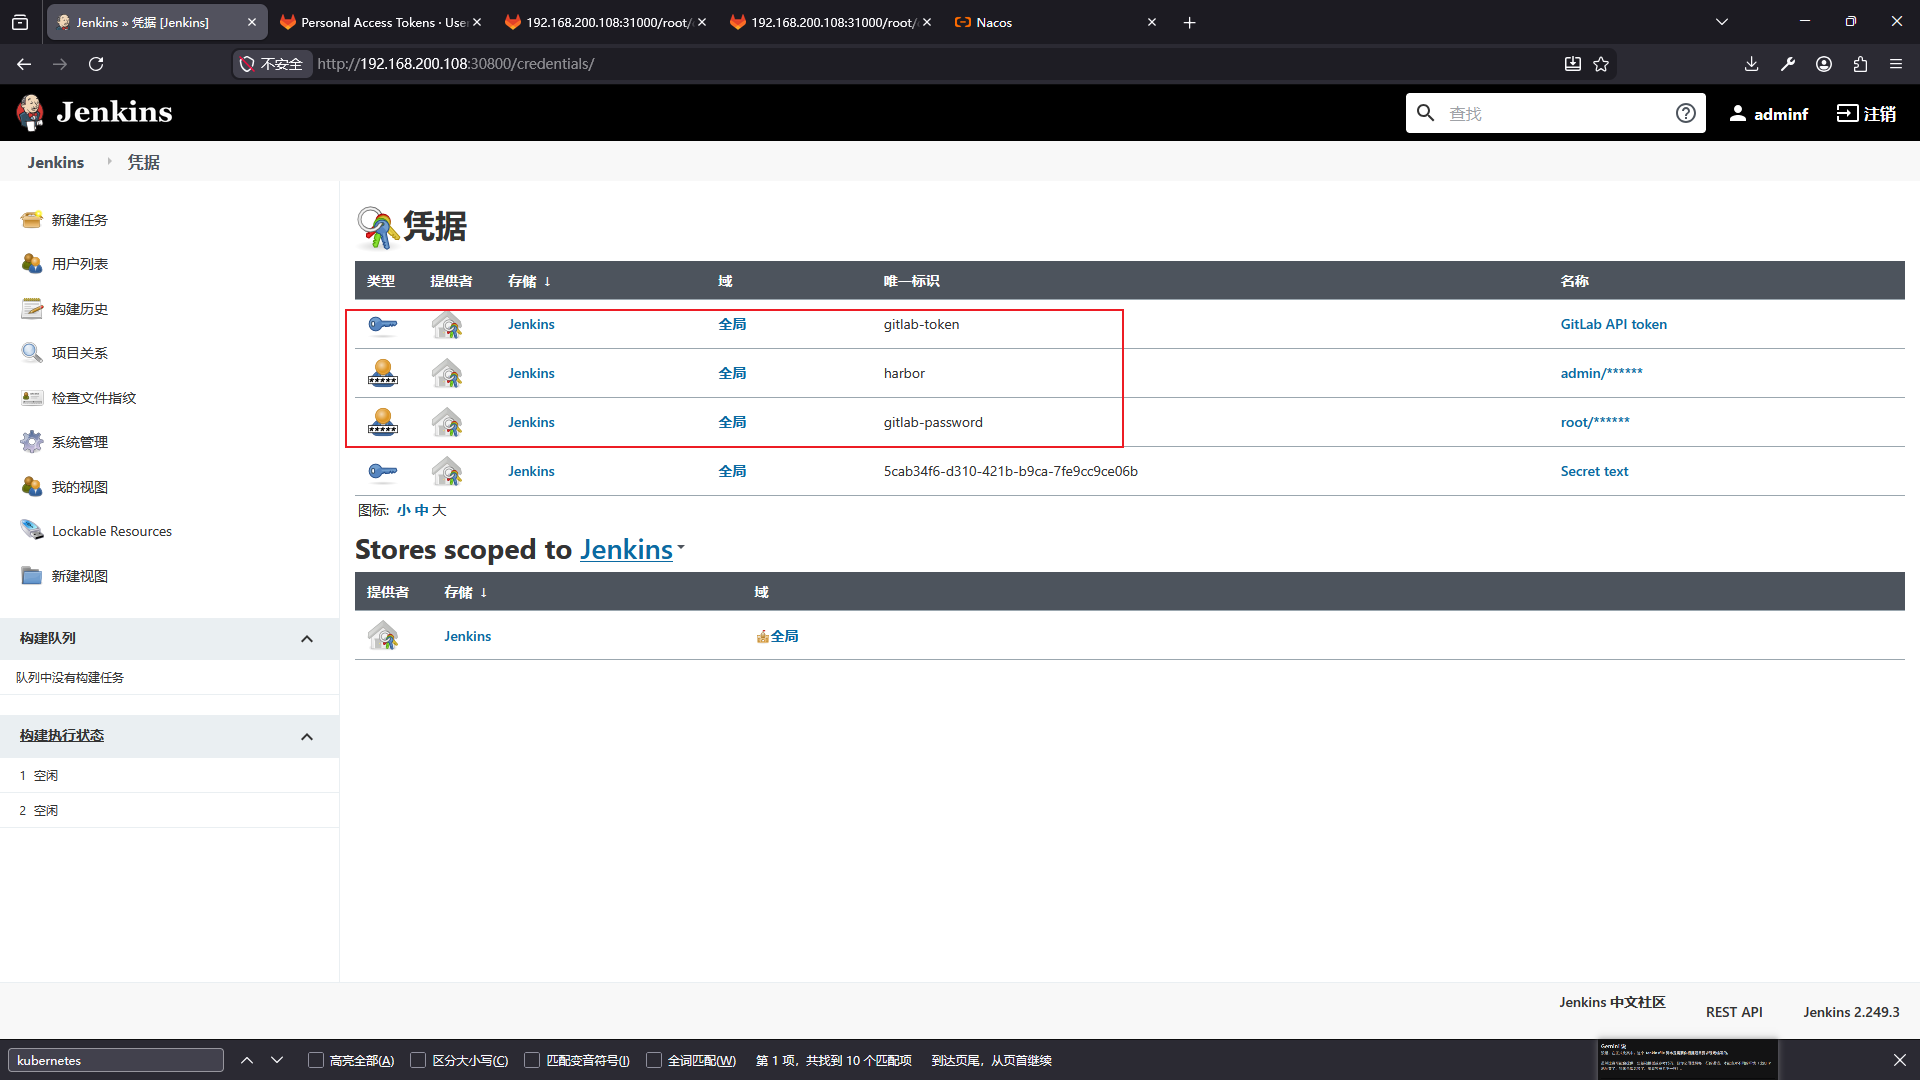 Jenkins » 凭据 [Jenkins]
Personal Access Tokens · Use
192.168.200.108:31000/root/
192.168.200.108:31000/root/
Nacos
不安全
http://192.168.200.108:30800/credentials/
Jenkins
查找
adminf
注销
Jenkins
凭据
新建任务
用户列表
构建历史
项目关系
检查文件指纹
系统管理
我的视图
Lockable Resources
新建视图
构建队列
队列中没有构建任务
构建执行状态
1 空闲
2 空闲
凭据
类型 提供者 存储 ↓ 域 唯一标识 名称
Jenkins 全局 gitlab-token GitLab API token
Jenkins 全局 harbor admin/******
Jenkins 全局 gitlab-password root/******
Jenkins 全局 5cab34f6-d310-421b-b9ca-7fe9cc9ce06b Secret text
图标: 小 中 大
Stores scoped to Jenkins
提供者 存储 ↓ 域
Jenkins 全局
Jenkins 中文社区
REST API
Jenkins 2.249.3
kubernetes
高亮全部(A)
区分大小写(C)
匹配变音符号(I)
全词匹配(W)
第 1 项，共找到 10 个匹配项
到达页尾，从页首继续